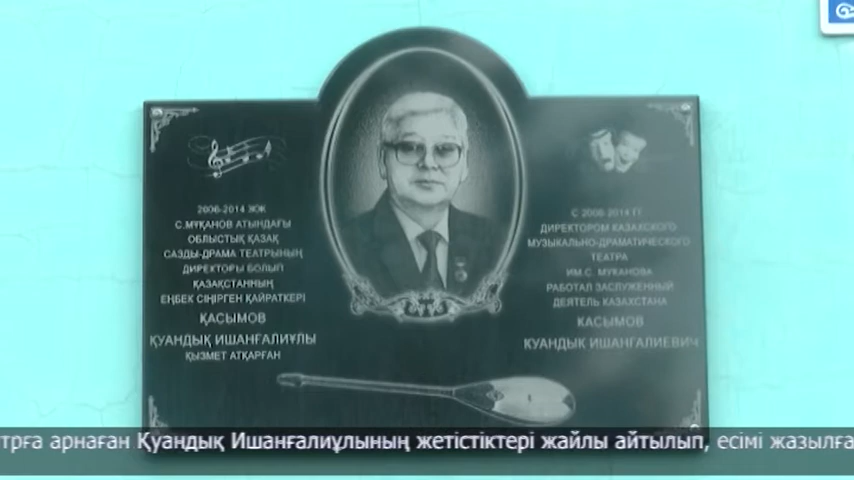 2006-2014 ЖЖ
С.МҰҚАНОВ АТЫНДАҒЫ
ОБЛЫСТЫҚ ҚАЗАҚ
САЗДЫ-ДРАМА ТЕАТРЫНЫҢ
ДИРЕКТОРЫ БОЛЫП
ҚАЗАҚСТАННЫҢ
ЕҢБЕК СІҢІРГЕН ҚАЙРАТКЕРІ
ҚАСЫМОВ
ҚУАНДЫҚ ИШАНҒАЛИҰЛЫ
ҚЫЗМЕТ АТҚАРҒАН
С 2006-2014 ГГ.
ДИРЕКТОРОМ КАЗАХСКОГО
МУЗЫКАЛЬНО-ДРАМАТИЧЕСКОГО
ТЕАТРА
ИМ.С. МУКАНОВА
РАБОТАЛ ЗАСЛУЖЕННЫЙ
ДЕЯТЕЛЬ КАЗАХСТАНА
КАСЫМОВ
КУАНДЫК ИШАНГАЛИЕВИЧ
трға арнаған Қуандық Ишанғалиұлының жетістіктері жайлы айтылып, есімі жазылға